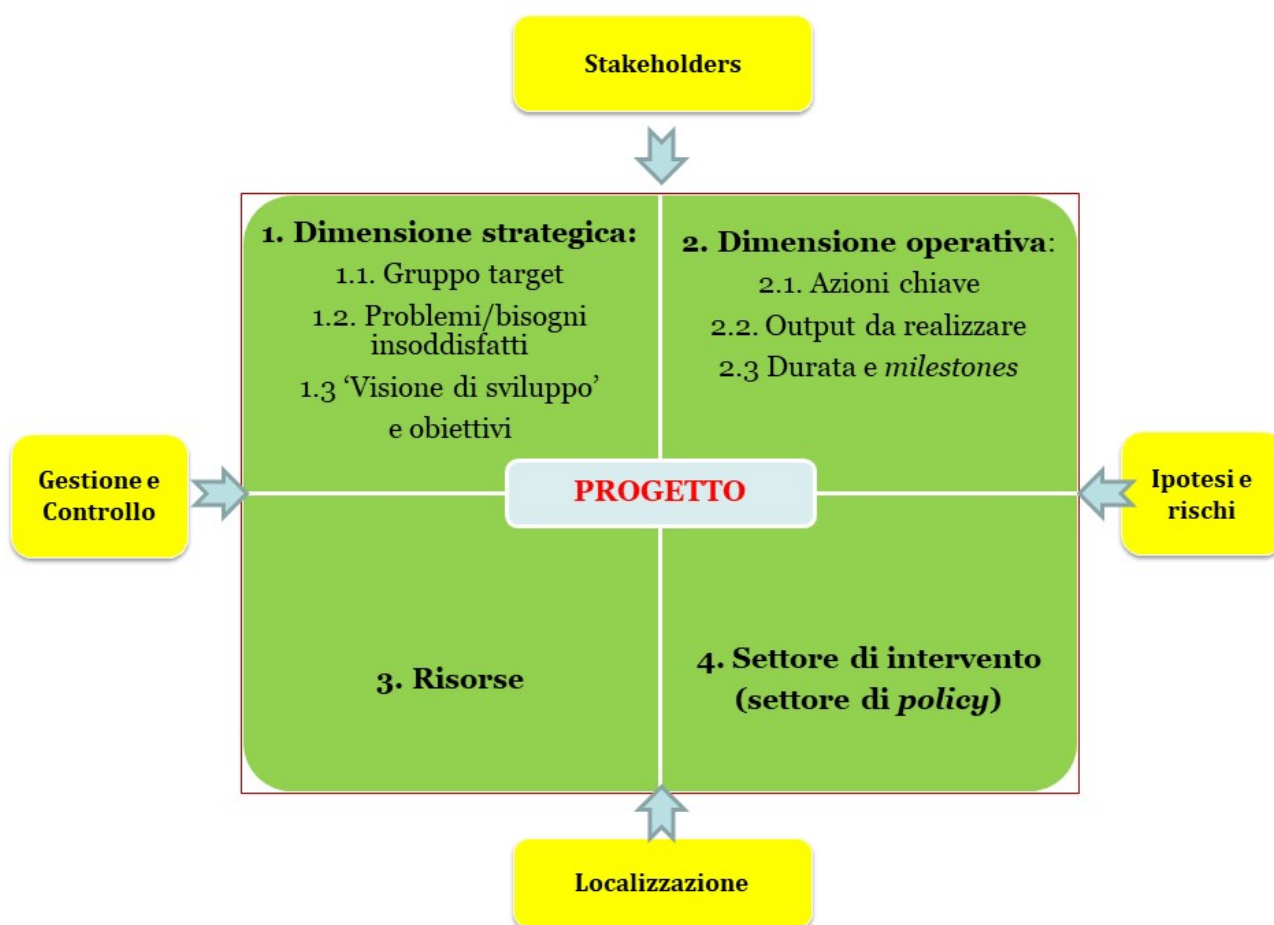 Stakeholders
1. Dimensione strategica:
1.1. Gruppo target
1.2. Problemi/bisogni
insoddisfatti
1.3 ‘Visione di sviluppo’
e obiettivi
2. Dimensione operativa:
2.1. Azioni chiave
2.2. Output da realizzare
2.3 Durata e milestones
Gestione e
Controllo
PROGETTO
Ipotesi e
rischi
3. Risorse
4. Settore di intervento
(settore di policy)
Localizzazione